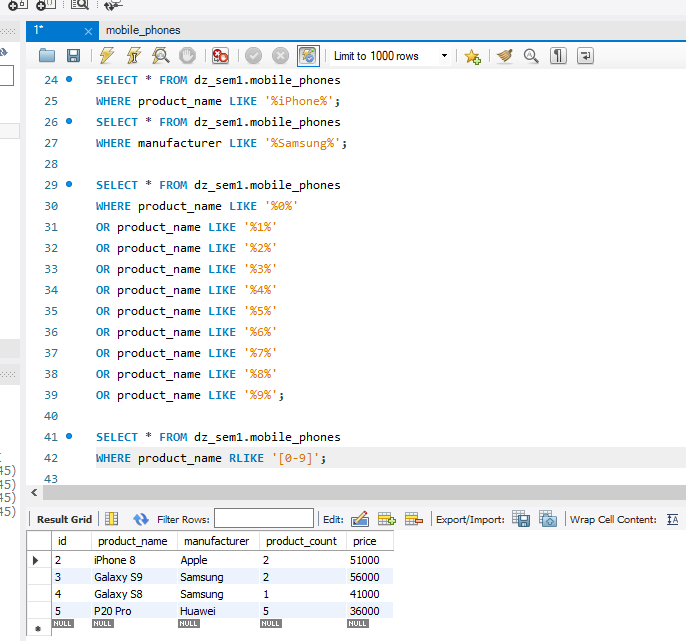 1*
mobile_phones
Limit to 1000 rows
24 SELECT * FROM dz_sem1.mobile_phones
25 WHERE product_name LIKE '%iPhone%';
26 SELECT * FROM dz_sem1.mobile_phones
27 WHERE manufacturer LIKE '%Samsung%';
28
29 SELECT * FROM dz_sem1.mobile_phones
30 WHERE product_name LIKE '%0%'
31 OR product_name LIKE '%1%'
32 OR product_name LIKE '%2%'
33 OR product_name LIKE '%3%'
34 OR product_name LIKE '%4%'
35 OR product_name LIKE '%5%'
36 OR product_name LIKE '%6%'
37 OR product_name LIKE '%7%'
38 OR product_name LIKE '%8%'
39 OR product_name LIKE '%9%';
40
41 SELECT * FROM dz_sem1.mobile_phones
42 WHERE product_name RLIKE '[0-9]';
43
45)
45)
45)
45)
Result Grid Filter Rows: Edit: Export/Import: Wrap Cell Content:
id product_name manufacturer product_count price
2 iPhone 8 Apple 2 51000
3 Galaxy S9 Samsung 2 56000
4 Galaxy S8 Samsung 1 41000
5 P20 Pro Huawei 5 36000
NULL NULL NULL NULL NULL